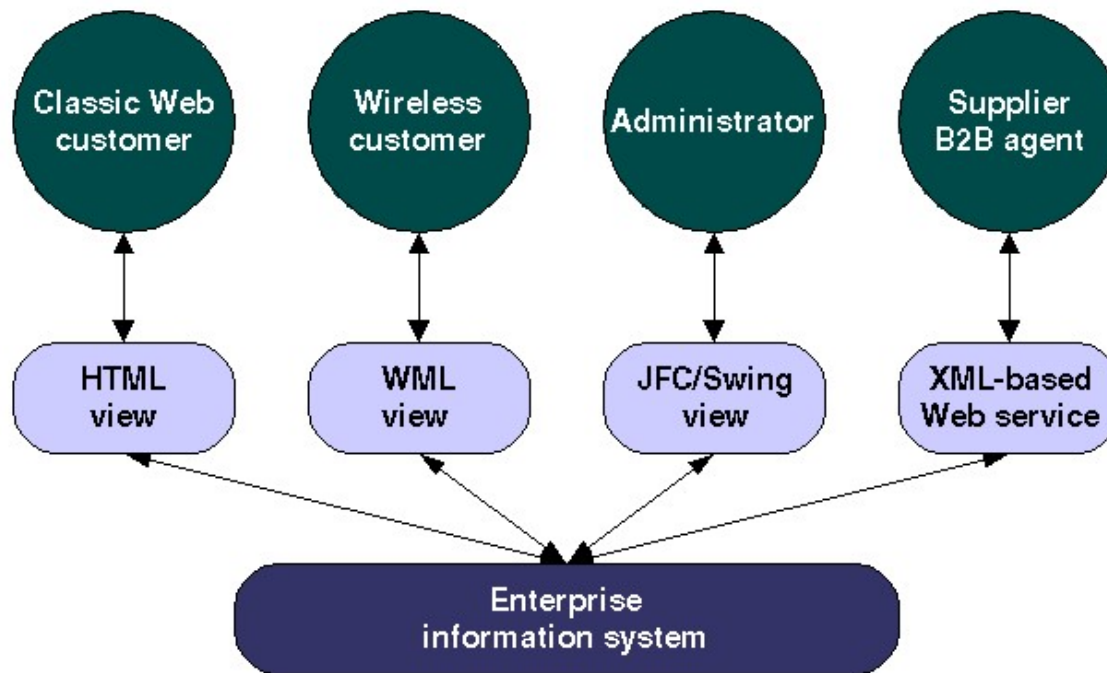 Classic Web
customer
Wireless
customer
Administrator
Supplier
B2B agent
HTML
view
WML
view
JFC/Swing
view
XML-based
Web service
Enterprise
information system